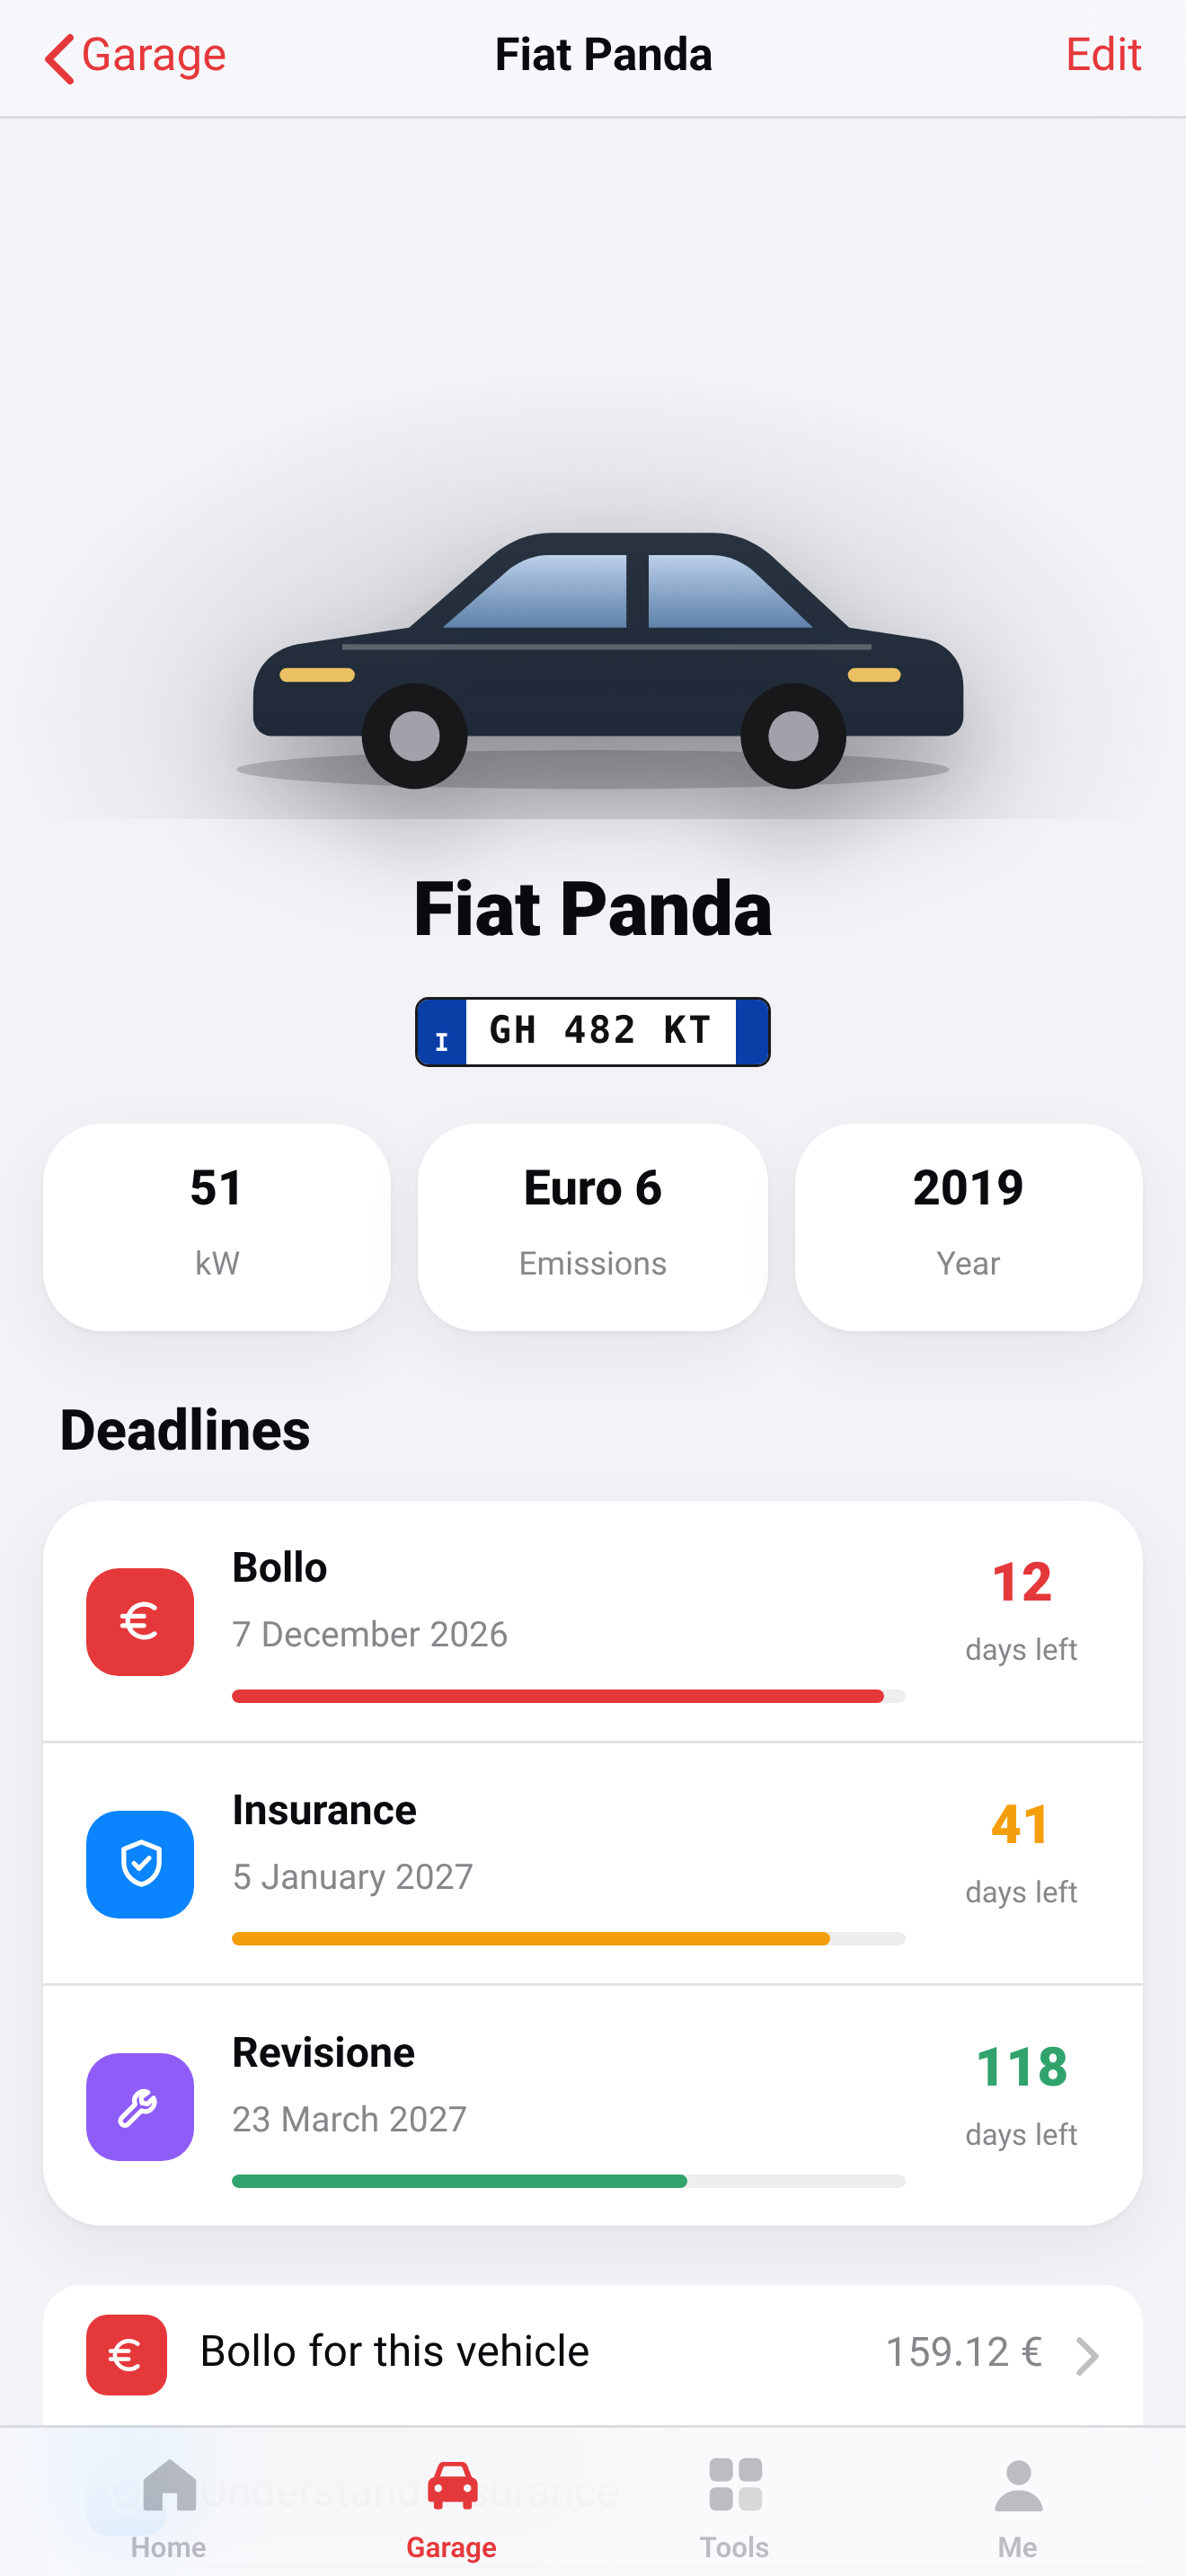 Garage
Fiat Panda
Edit
Fiat Panda
I GH 482 KT
51
kW
Euro 6
Emissions
2019
Year
Deadlines
€
Bollo
7 December 2026
12
days left
Insurance
5 January 2027
41
days left
Revisione
23 March 2027
118
days left
€ Bollo for this vehicle 159.12 €
Understand
Home
Garage
Tools
Me